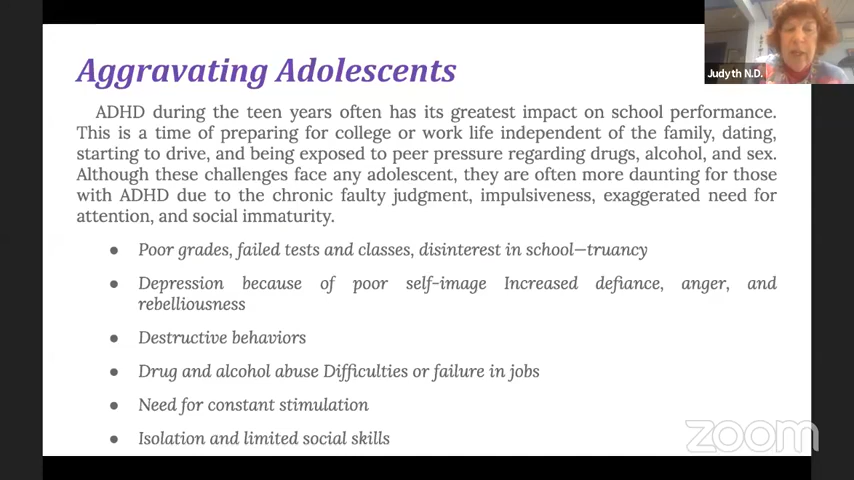 Aggravating Adolescents
Judyth N.D.
ADHD during the teen years often has its greatest impact on school performance.
This is a time of preparing for college or work life independent of the family, dating,
starting to drive, and being exposed to peer pressure regarding drugs, alcohol, and sex.
Although these challenges face any adolescent, they are often more daunting for those
with ADHD due to the chronic faulty judgment, impulsiveness, exaggerated need for
attention, and social immaturity.
● Poor grades, failed tests and classes, disinterest in school—truancy
● Depression because of poor self-image Increased defiance, anger, and
rebelliousness
● Destructive behaviors
● Drug and alcohol abuse Difficulties or failure in jobs
● Need for constant stimulation
● Isolation and limited social skills
zoom